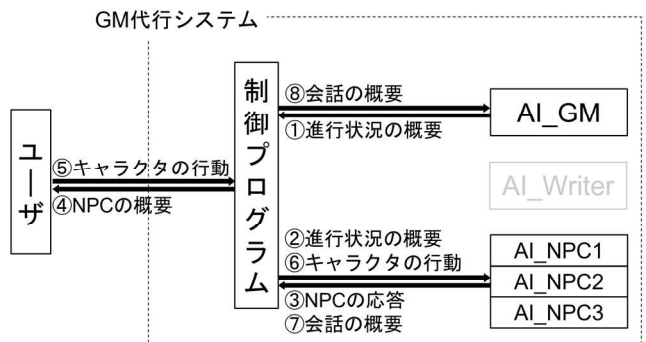 GM代行システム
ユーザ
⑤キャラクタの行動
④NPCの概要
制御プログラム
⑧会話の概要
①進行状況の概要
AI_GM
AI_Writer
②進行状況の概要
⑥キャラクタの行動
③NPCの応答
⑦会話の概要
AI_NPC1
AI_NPC2
AI_NPC3